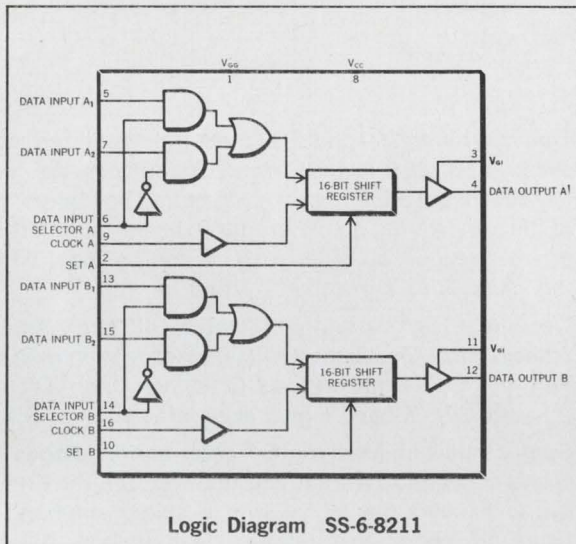 VGG
1
VCC
8
DATA INPUT A1
5
DATA INPUT A2
7
DATA INPUT
SELECTOR A
6
CLOCK A
9
SET A
2
16-BIT SHIFT
REGISTER
3
VGI
4
DATA OUTPUT A
DATA INPUT B1
13
DATA INPUT B2
15
DATA INPUT
SELECTOR B
14
CLOCK B
16
SET B
10
16-BIT SHIFT
REGISTER
11
VGI
12
DATA OUTPUT B
Logic Diagram SS-6-8211